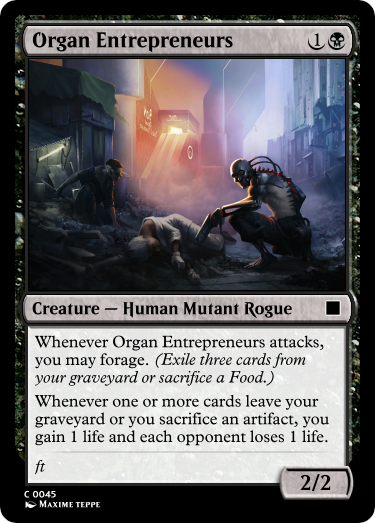 Organ Entrepreneurs 1
Creature — Human Mutant Rogue
Whenever Organ Entrepreneurs attacks,
you may forage. (Exile three cards from
your graveyard or sacrifice a Food.)
Whenever one or more cards leave your
graveyard or you sacrifice an artifact, you
gain 1 life and each opponent loses 1 life.
ft
2/2
C 0045
Maxime Teppe